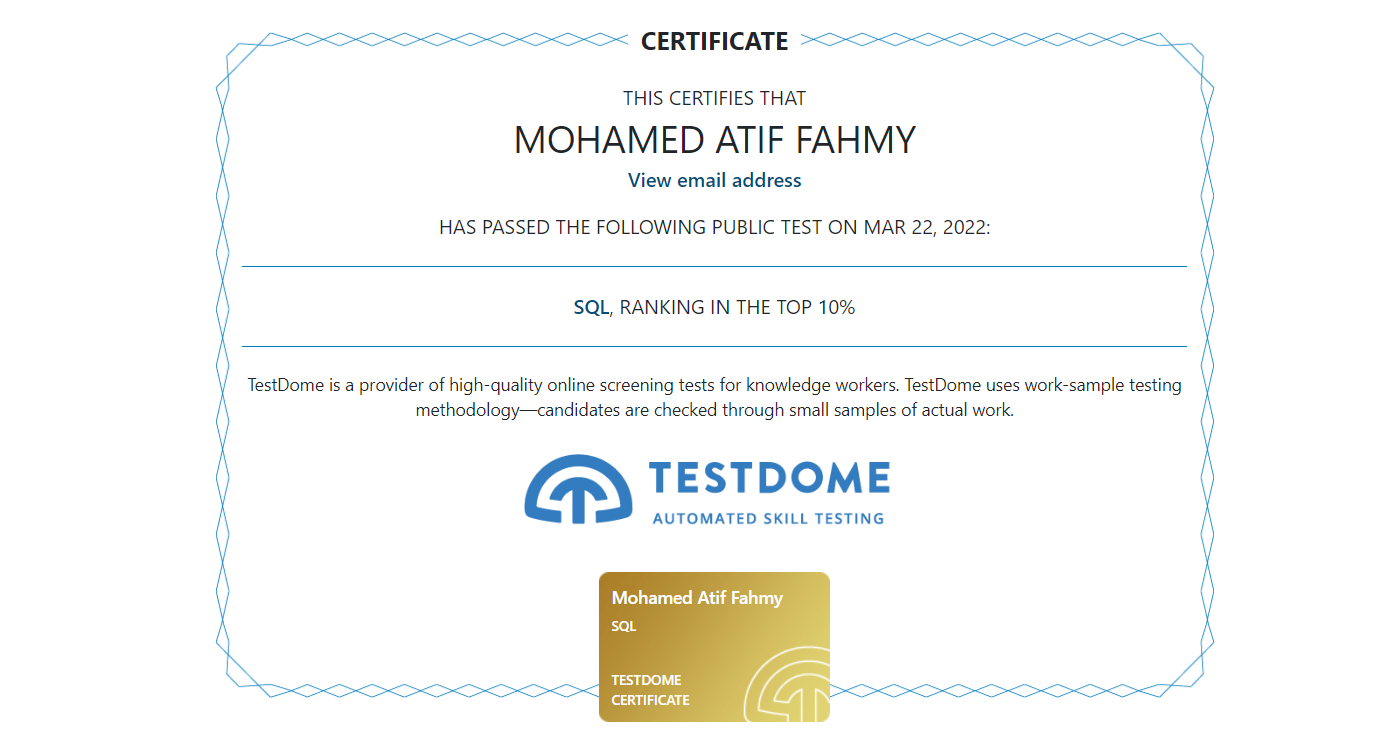 CERTIFICATE
THIS CERTIFIES THAT
MOHAMED ATIF FAHMY
View email address
HAS PASSED THE FOLLOWING PUBLIC TEST ON MAR 22, 2022:
SQL, RANKING IN THE TOP 10%
TestDome is a provider of high-quality online screening tests for knowledge workers. TestDome uses work-sample testing
methodology—candidates are checked through small samples of actual work.
TESTDOME
AUTOMATED SKILL TESTING
Mohamed Atif Fahmy
SQL
TESTDOME
CERTIFICATE